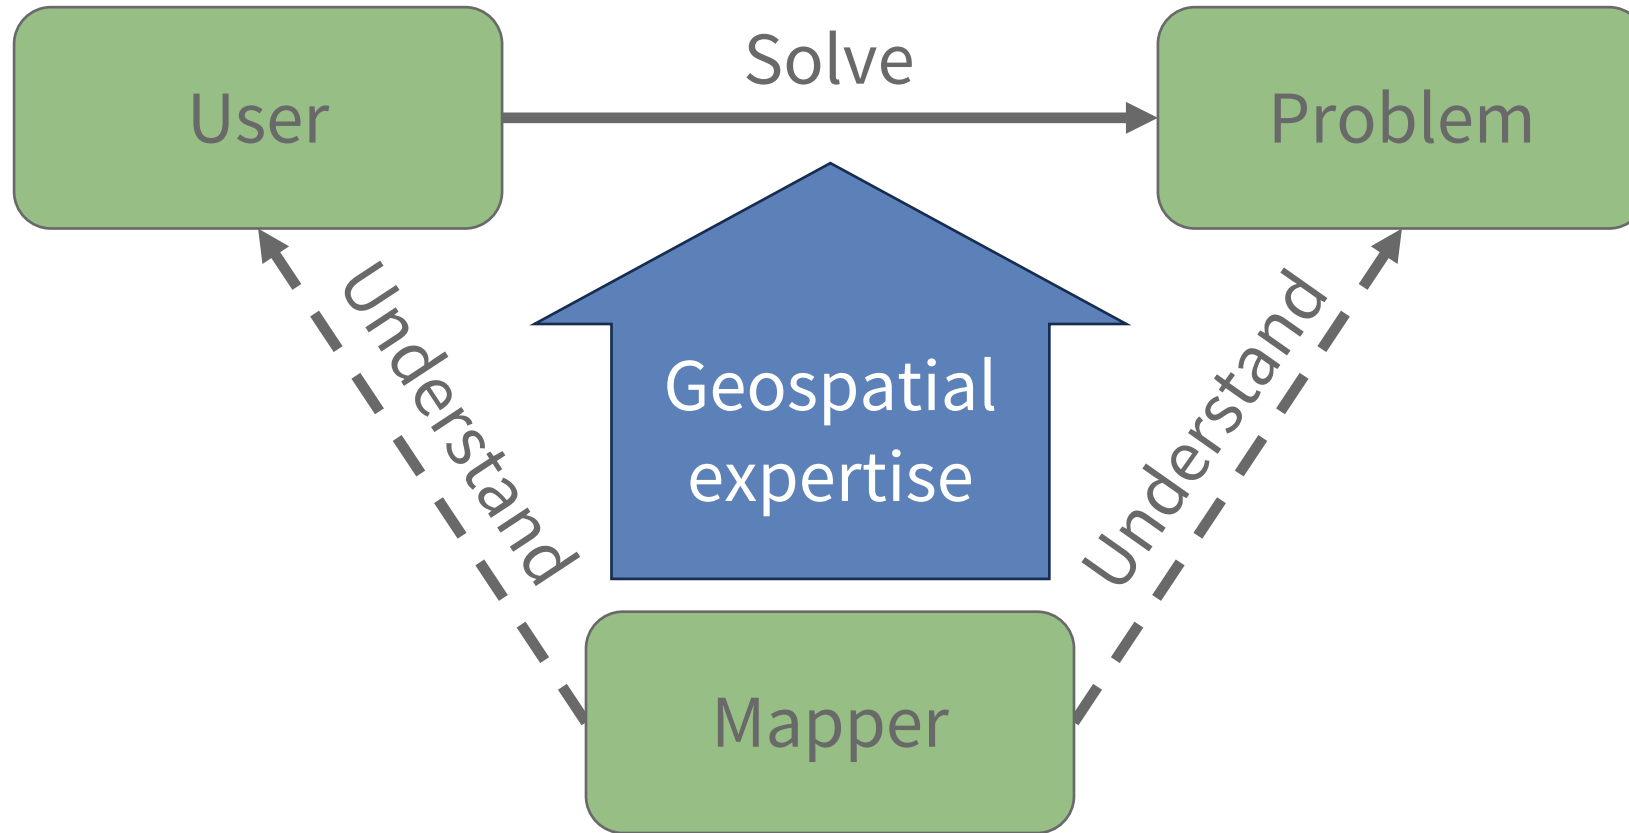 Solve
User
Problem
Understand
Understand
Geospatial
expertise
Mapper